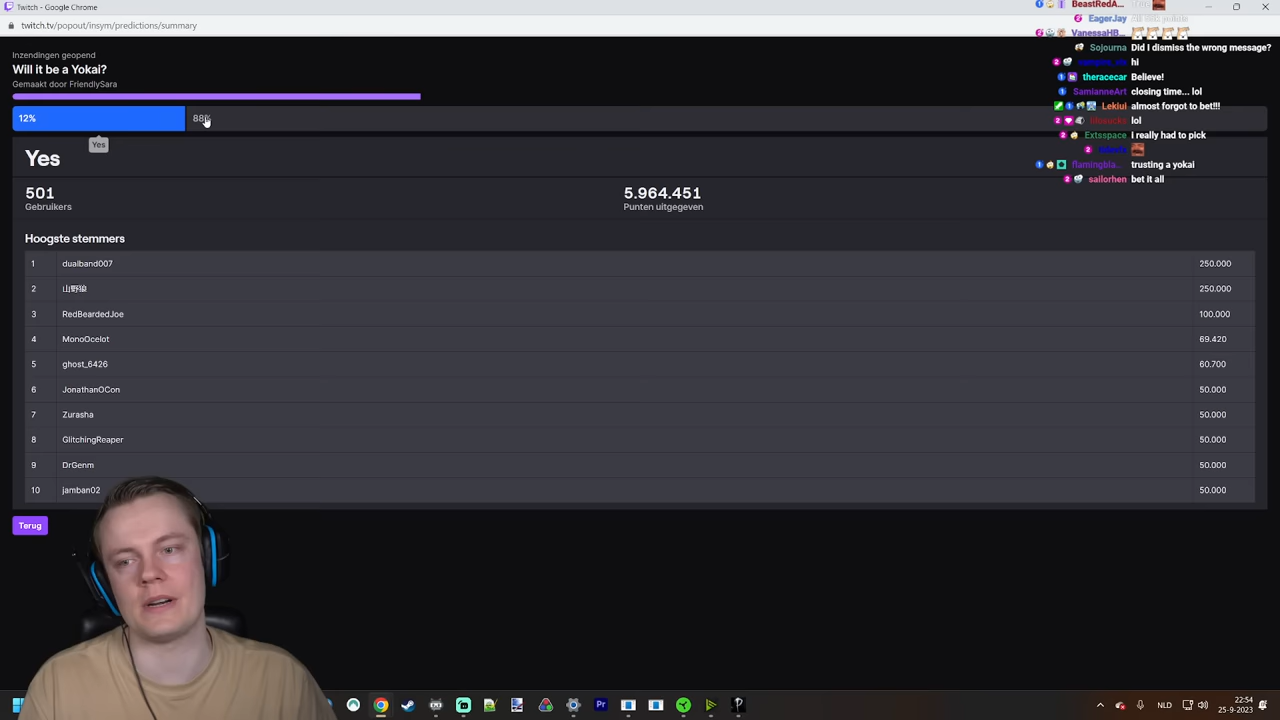 Twitch - Google Chrome
twitch.tv/popout/insym/predictions/summary
Inzendingen geopend
Will it be a Yokai?
Gemaakt door FriendlySara
12%
88%
Yes
Yes
501
Gebruikers
5.964.451
Punten uitgegeven
Hoogste stemmers
1 dualband007 250.000
2 山野狼 250.000
3 RedBeardedJoe 100.000
4 MonoOcelot 69.420
5 ghost_6426 60.700
6 JonathanOCon 50.000
7 Zurasha 50.000
8 GlitchingReaper 50.000
9 DrGenm 50.000
10 jamban02 50.000
Terug
BeastRedA...
EagerJay
VanessaHB...
Sojourna Did I dismiss the wrong message?
hi
theracecar Believe!
SamianneArt closing time... lol
Lekiul almost forgot to bet!!!
lol
Extsspace i really had to pick
flamingbla... trusting a yokai
sailorhen bet it all
NLD
22:54
25-9-2023